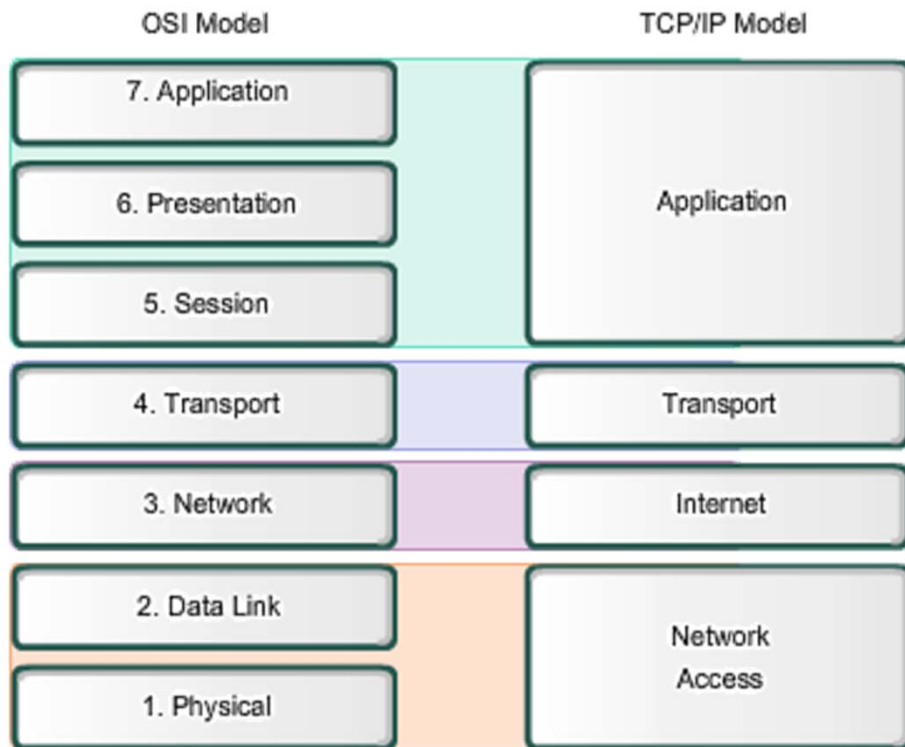 OSI Model
TCP/IP Model
7. Application
6. Presentation
5. Session
Application
4. Transport
Transport
3. Network
Internet
2. Data Link
1. Physical
Network
Access